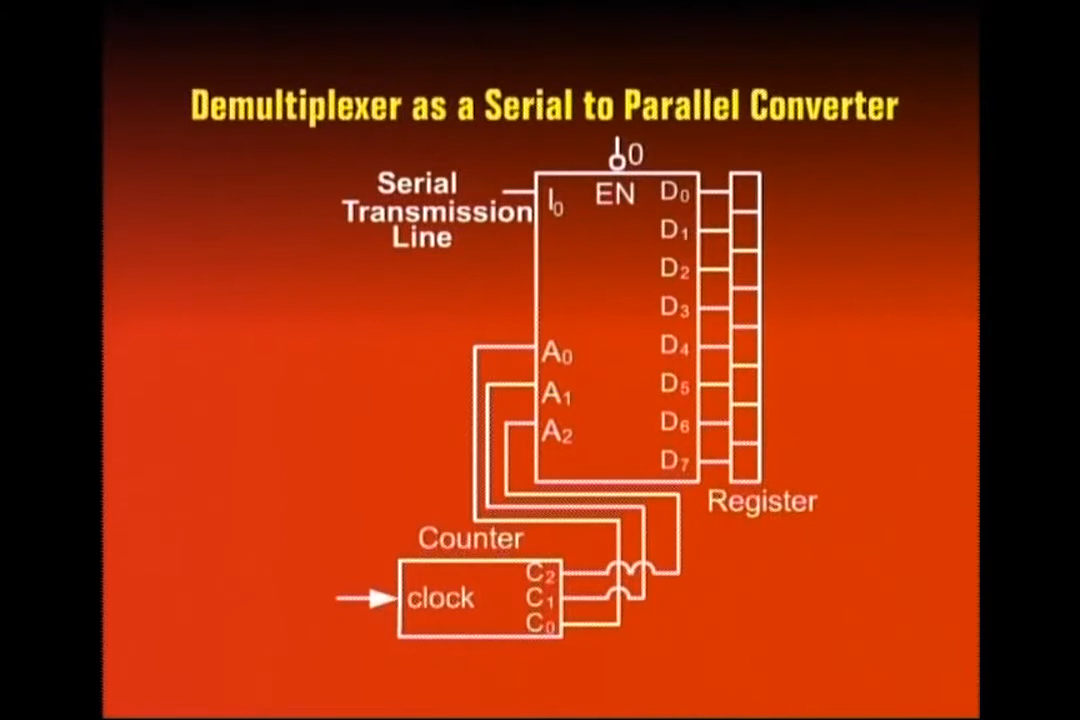 Demultiplexer as a Serial to Parallel Converter
0
Serial
Transmission
Line
I0
EN
D0
D1
D2
D3
D4
D5
D6
D7
A0
A1
A2
Register
Counter
clock
C2
C1
C0